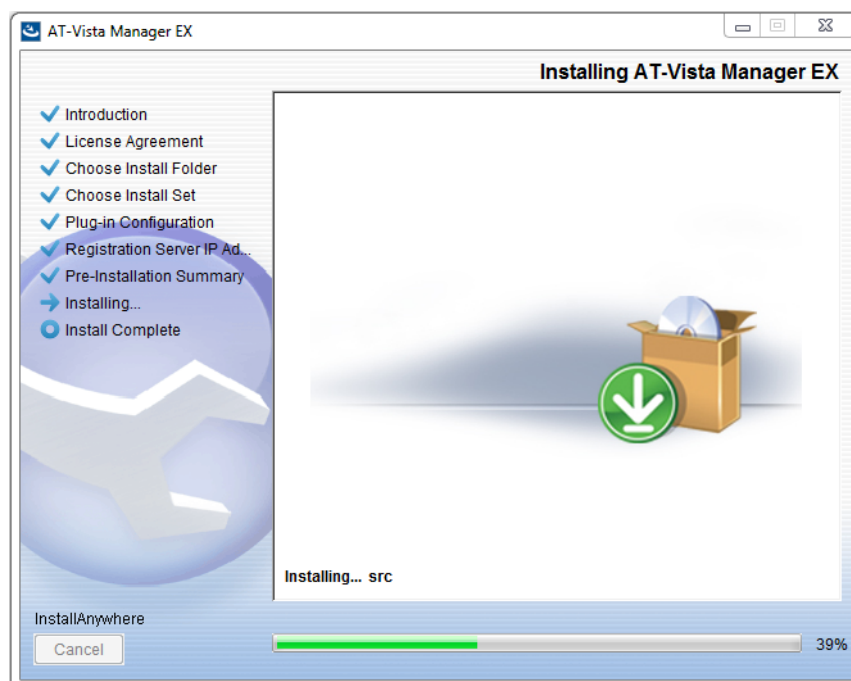 AT-Vista Manager EX
Installing AT-Vista Manager EX
Introduction
License Agreement
Choose Install Folder
Choose Install Set
Plug-in Configuration
Registration Server IP Ad...
Pre-Installation Summary
Installing...
Install Complete
Installing... src
InstallAnywhere
Cancel
39%